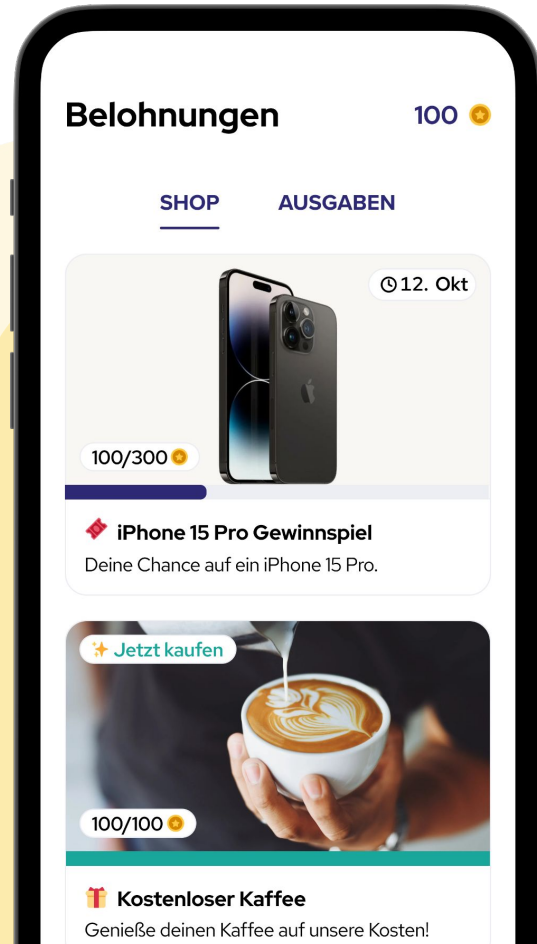 Belohnungen 100
SHOP AUSGABEN
12. Okt
100/300
iPhone 15 Pro Gewinnspiel
Deine Chance auf ein iPhone 15 Pro.
Jetzt kaufen
100/100
Kostenloser Kaffee
Genieße deinen Kaffee auf unsere Kosten!